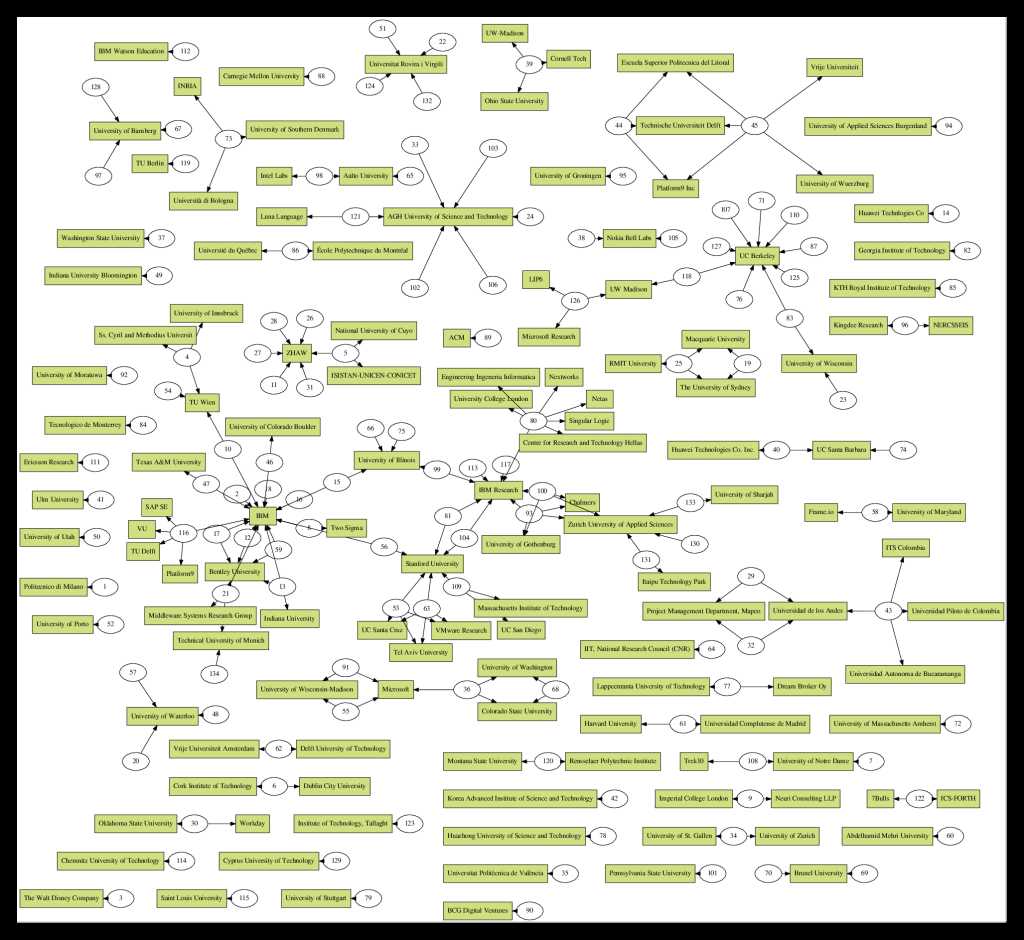 51
22
UW-Madison
IBM Watson Education
112
Universitat Rovira i Virgili
39
Cornell Tech
Escuela Superior Politecnica del Litoral
Vrije Universiteit
128
INRIA
Carnegie Mellon University
88
124
132
Ohio State University
University of Bamberg
67
73
University of Southern Denmark
44
Technische Universiteit Delft
45
University of Applied Sciences Burgenland
94
33
103
TU Berlin
119
97
Intel Labs
98
Aalto University
65
University of Groningen
95
Platform9 Inc
University of Wuerzburg
Università di Bologna
Luna Language
121
AGH University of Science and Technology
24
107
71
110
Huawei Technlogies Co
14
Washington State University
37
Université du Québec
86
École Polytechnique du Montréal
38
Nokia Bell Labs
105
127
UC Berkeley
87
Georgia Institute of Technology
82
Indiana University Bloomington
49
102
106
LIP6
UW Madison
118
125
KTH Royal Institute of Technology
85
126
76
University of Innsbruck
28
26
National University of Cuyo
Microsoft Research
83
Kingdee Research
96
NERCSSEIS
Ss. Cyril and Methodius Universit
ACM
89
Macquarie University
4
27
ZHAW
5
RMIT University
25
19
University of Wisconsin
University of Moratuwa
92
54
11
31
ISISTAN-UNICEN-CONICET
Engineering Ingeneria Informatica
Nextworks
The University of Sydney
TU Wien
University College London
Netas
23
Tecnologico de Monterrey
84
University of Colorado Boulder
80
Singular Logic
66
75
10
Centre for Research and Technology Hellas
Huawei Technologies Co. Inc.
40
UC Santa Barbara
74
Ericsson Research
111
Texas A&M University
46
University of Illinois
99
113
117
47
2
18
16
15
IBM Research
100
University of Sharjah
Ulm University
41
SAP SE
Chalmers
133
VU
IBM
8
Two Sigma
81
93
Zurich University of Applied Sciences
Frame.io
58
University of Maryland
University of Utah
50
116
17
12
104
University of Gothenburg
130
TU Delft
59
56
ITS Colombia
Platform9
Bentley University
Stanford University
131
29
Politecnico di Milano
1
21
13
109
Itaipu Technology Park
53
63
Massachusetts Institute of Technology
Middleware Systems Research Group
Indiana University
Project Management Department, Mapeo
Universidad de los Andes
43
Universidad Piloto de Colombia
University of Porto
52
UC Santa Cruz
VMware Research
UC San Diego
Technical University of Munich
32
Tel Aviv University
IIT, National Research Council (CNR)
64
134
91
University of Washington
Universidad Autonoma de Bucaramanga
57
University of Wisconsin-Madison
Microsoft
36
68
Lappeenranta University of Technology
77
Dream Broker Oy
University of Waterloo
48
55
Colorado State University
Harvard University
61
Universidad Complutense de Madrid
University of Massachusetts Amherst
72
20
Vrije Universiteit Amsterdam
62
Delft University of Technology
Montana State University
120
Rensselaer Polytechnic Institute
Trek10
108
University of Notre Dame
7
Cork Institute of Technology
6
Dublin City University
Korea Advanced Institute of Science and Technology
42
Imperial College London
9
Neuri Consulting LLP
7Bulls
122
ICS-FORTH
Oklahoma State University
30
Workday
Institute of Technology, Tallaght
123
Huazhong University of Science and Technology
78
University of St. Gallen
34
University of Zurich
Abdelhamid Mehri University
60
Chemnitz University of Technology
114
Cyprus University of Technology
129
Universitat Politècnica de València
35
Pennsylvania State University
101
70
Brunel University
69
The Walt Disney Company
3
Saint Louis University
115
University of Stuttgart
79
BCG Digital Ventures
90